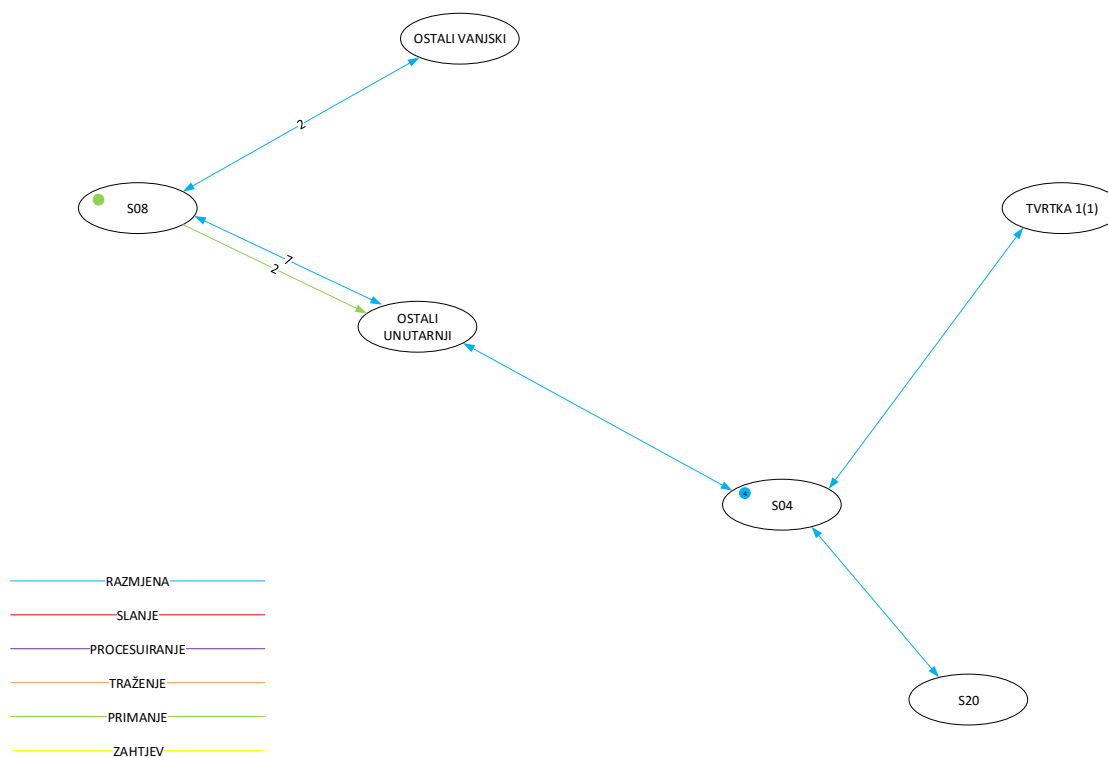 OSTALI VANJSKI
2
S08
TVRTKA 1(1)
7
2
OSTALI
UNUTARNJI
4
S04
RAZMJENA
SLANJE
PROCESUIRANJE
TRAŽENJE
S20
PRIMANJE
ZAHTJEV